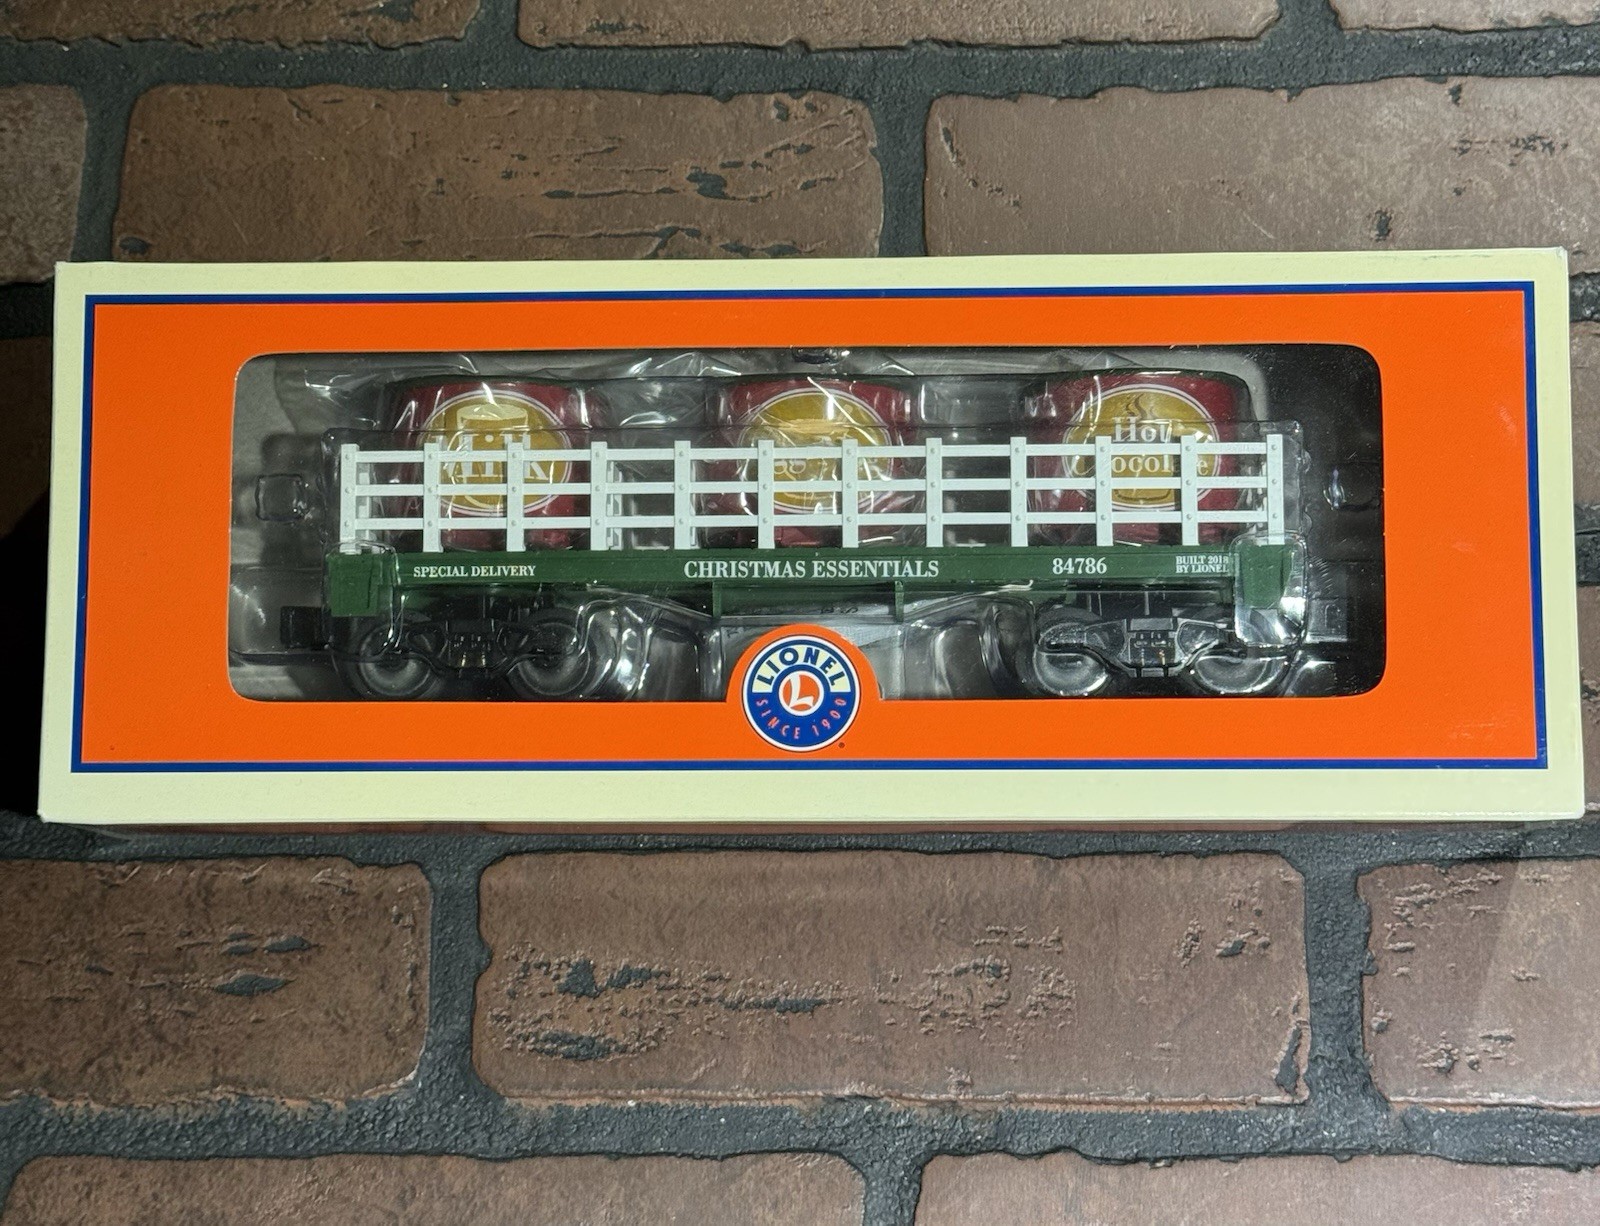 Milk
Hot
Chocolate
SPECIAL DELIVERY
CHRISTMAS ESSENTIALS
84786
BUILT 2018
BY LIONEL
LIONEL
L
SINCE 1900